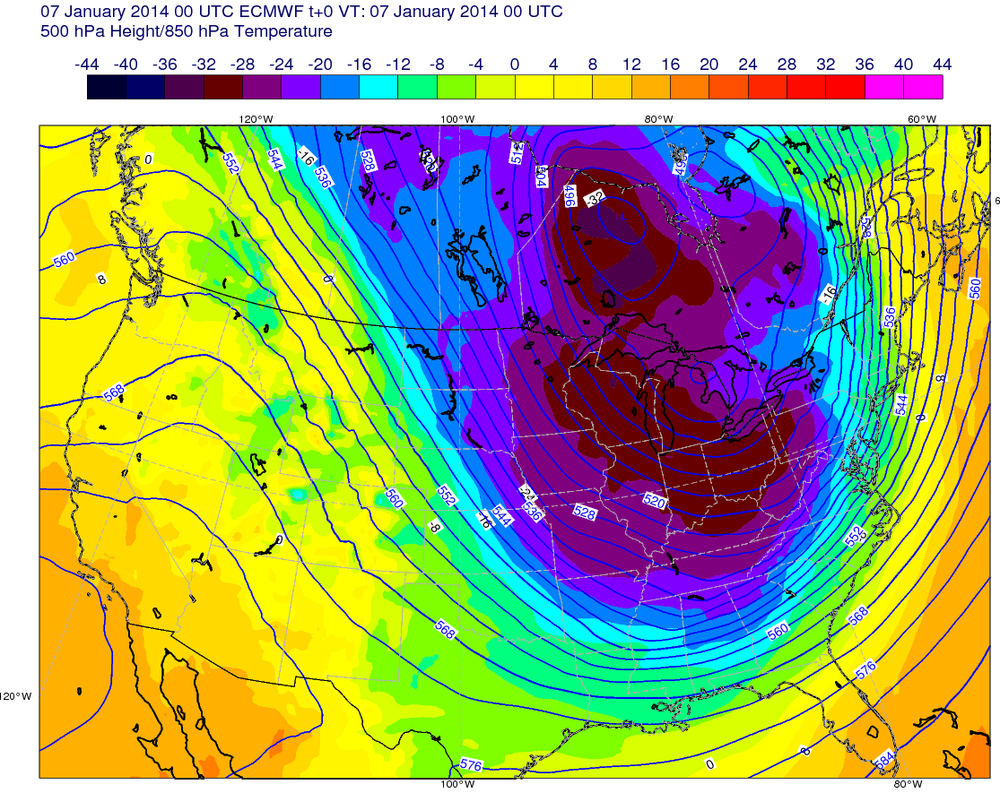 07 January 2014 00 UTC ECMWF t+0 VT: 07 January 2014 00 UTC
500 hPa Height/850 hPa Temperature
-44 -40 -36 -32 -28 -24 -20 -16 -12 -8 -4 0 4 8 12 16 20 24 28 32 36 40 44
120°W 100°W 80°W 60°W
0 552 544 -16 536 528 512 504 496 -32
6
560 8 0 -16 536 560
568 8 544 0
560 552 -8 -16 544 -24 536 528 520 552
0
568 560 568
576
120°W
576 0 8 584
100°W 80°W